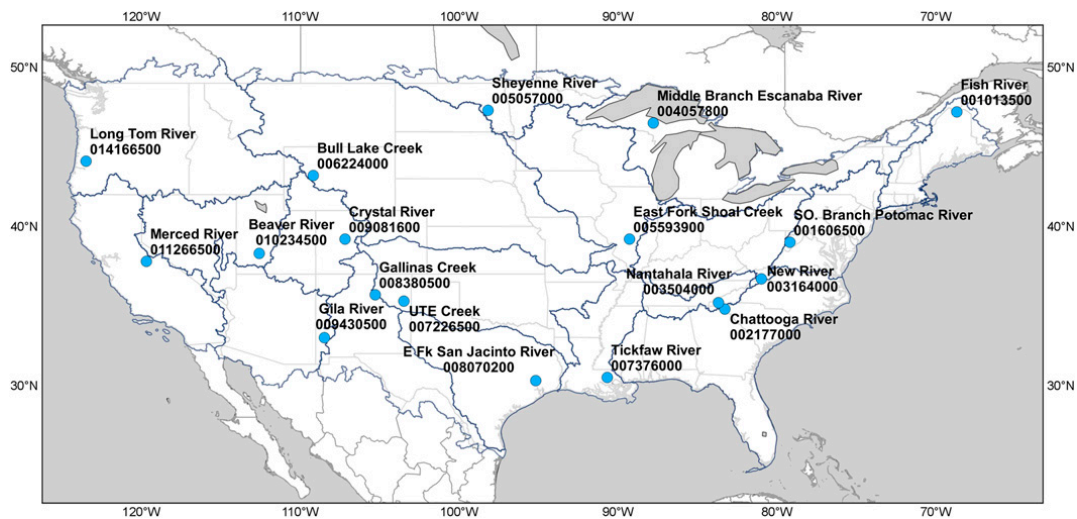 120°W 110°W 100°W 90°W 80°W 70°W
50°N
50°N
Sheyenne River
005057000
Middle Branch Escanaba River
004057800
Fish River
001013500
Long Tom River
014166500
Bull Lake Creek
006224000
40°N
40°N
Crystal River
009081600
Beaver River
010234500
Merced River
011266500
East Fork Shoal Creek
005593900
SO. Branch Potomac River
001606500
Gallinas Creek
008380500
Nantahala River
003504000
New River
003164000
UTE Creek
007226500
Gila River
009430500
Chattooga River
002177000
E Fk San Jacinto River
008070200
Tickfaw River
007376000
30°N
30°N
120°W 110°W 100°W 90°W 80°W 70°W